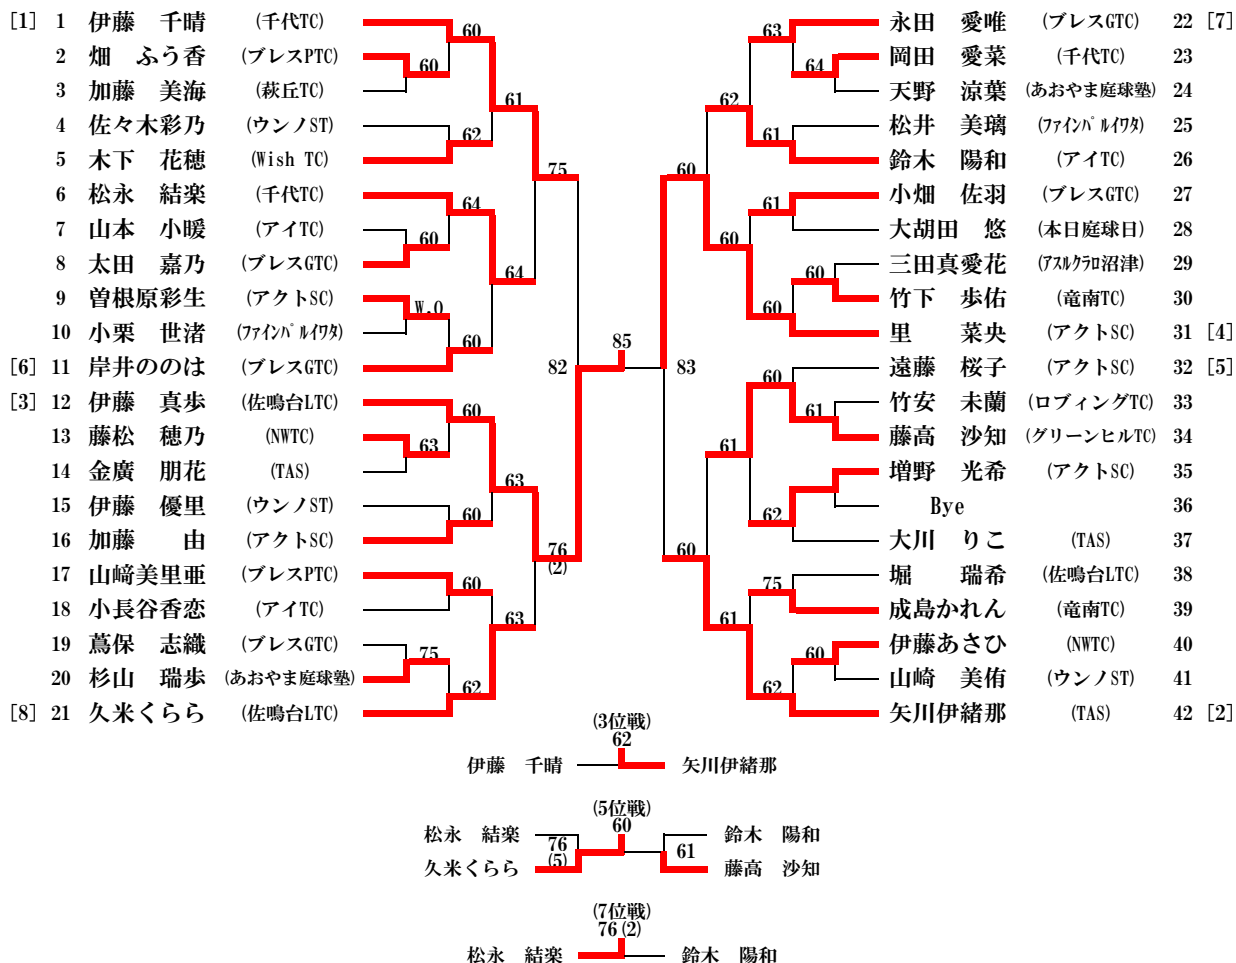 [1] 1 伊藤　千晴 (千代TC)
60
2 畑　ふう香 (ブレスPTC)
60
3 加藤　美海 (萩丘TC)
61
4 佐々木彩乃 (ウンノST)
62
5 木下　花穂 (Wish TC)
75
6 松永　結楽 (千代TC)
64
7 山本　小暖 (アイTC)
60
8 太田　嘉乃 (ブレスGTC)
64
9 曽根原彩生 (アクトSC)
W.O
10 小栗　世渚 (ファインパルイワタ)
60
[6] 11 岸井ののは (ブレスGTC)
82
[3] 12 伊藤　真歩 (佐鳴台LTC)
60
13 藤松　穂乃 (NWTC)
63
14 金廣　朋花 (TAS)
63
15 伊藤　優里 (ウンノST)
60
16 加藤　　由 (アクトSC)
76
(2)
17 山﨑美里亜 (ブレスPTC)
60
18 小長谷香恋 (アイTC)
63
19 蔦保　志織 (ブレスGTC)
75
20 杉山　瑞歩 (あおやま庭球塾)
62
[8] 21 久米くらら (佐鳴台LTC)
85
永田　愛唯 (ブレスGTC) 22 [7]
63
岡田　愛菜 (千代TC) 23
64
天野　涼葉 (あおやま庭球塾) 24
62
松井　美璃 (ファインパルイワタ) 25
61
鈴木　陽和 (アイTC) 26
60
小畑　佐羽 (ブレスGTC) 27
61
大胡田　悠 (本日庭球日) 28
60
三田真愛花 (アスルクラロ沼津) 29
60
竹下　歩佑 (竜南TC) 30
60
里　　菜央 (アクトSC) 31 [4]
83
遠藤　桜子 (アクトSC) 32 [5]
60
竹安　未蘭 (ロブィングTC) 33
61
藤高　沙知 (グリーンヒルTC) 34
61
増野　光希 (アクトSC) 35
Bye 36
62
大川　りこ (TAS) 37
60
堀　　瑞希 (佐鳴台LTC) 38
75
成島かれん (竜南TC) 39
61
伊藤あさひ (NWTC) 40
60
山崎　美侑 (ウンノST) 41
62
矢川伊緒那 (TAS) 42 [2]
(3位戦)
62
伊藤　千晴 矢川伊緒那
(5位戦)
60
松永　結楽 鈴木　陽和
76
(5)
61
久米くらら 藤高　沙知
(7位戦)
76(2)
松永　結楽 鈴木　陽和